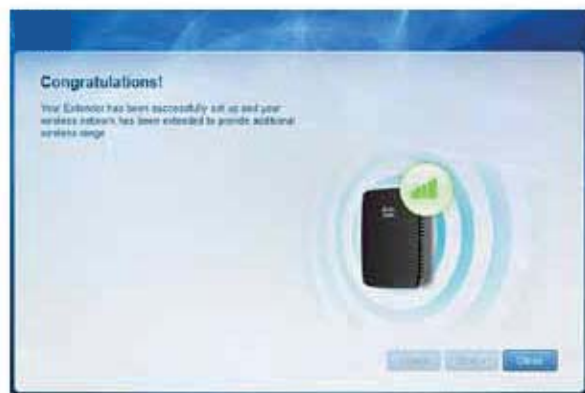 Congratulations!
Your Extender has been successfully set up and your
wireless network has been extended to provide additional
wireless range
Close